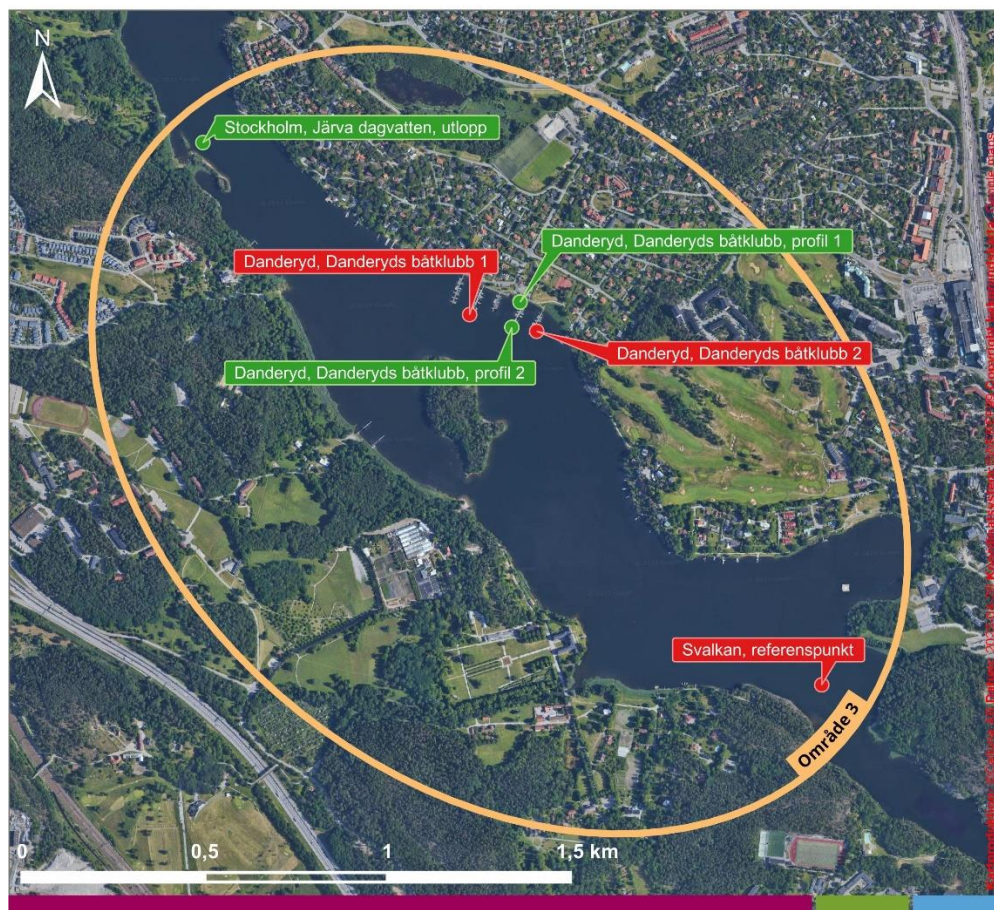 N
Stockholm, Järva dagvatten, utlopp
Danderyd, Danderyds båtklubb, profil 1
Danderyd, Danderyds båtklubb 1
Danderyd, Danderyds båtklubb 2
Danderyd, Danderyds båtklubb, profil 2
Svalkan, referenspunkt
Område 3
0
0,5
1
1,5 km